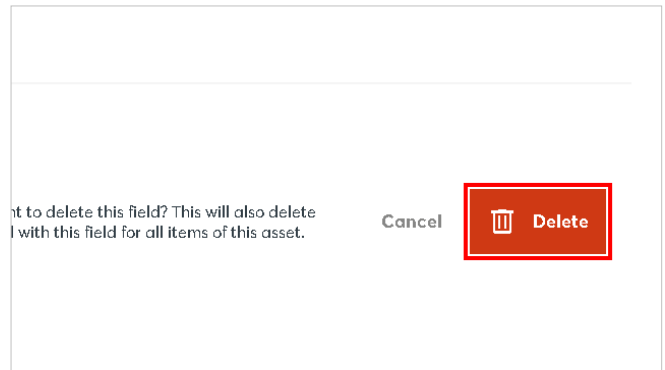 to delete this field? This will also delete
with this field for all items of this asset.
Cancel
Delete